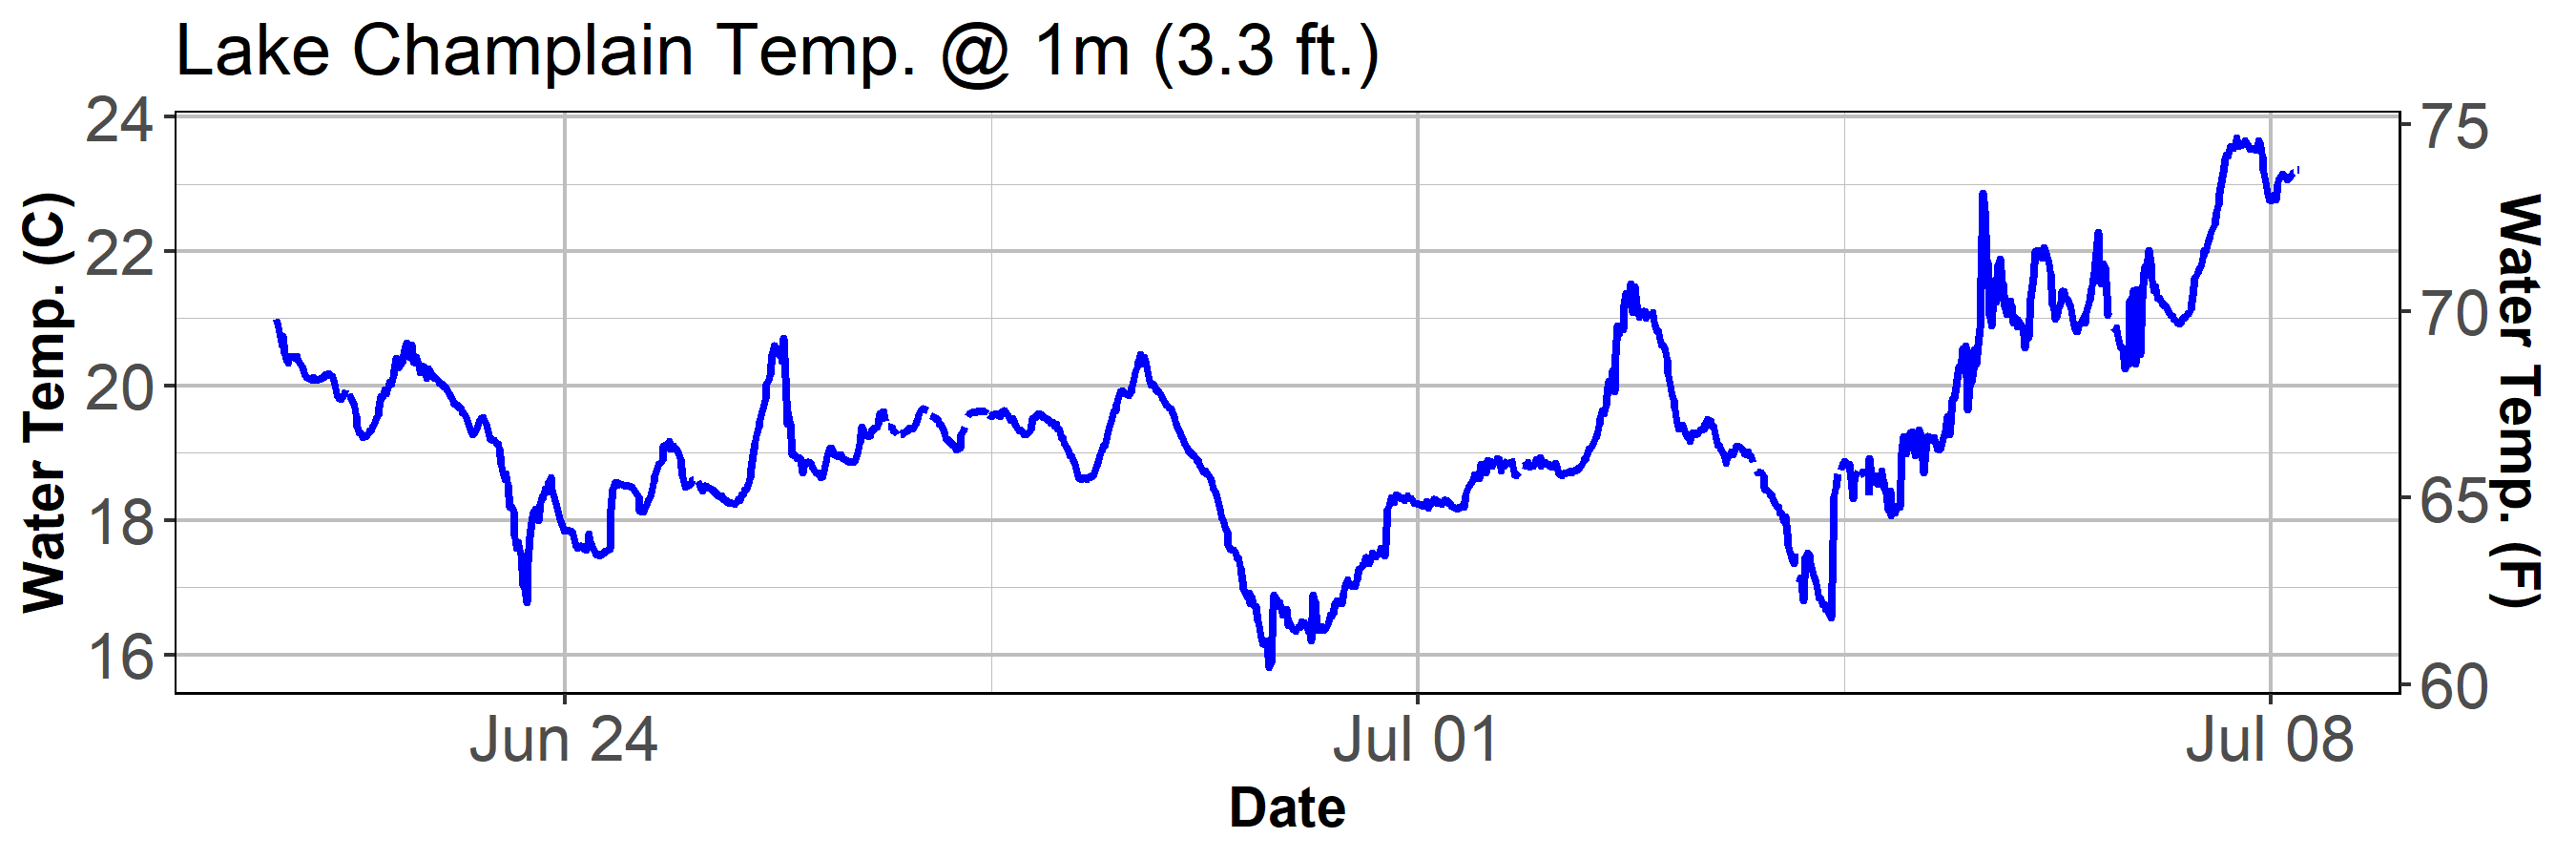 Lake Champlain Temp. @ 1m (3.3 ft.)
24
22
20
18
16
Water Temp. (C)
75
70
65
60
Water Temp. (F)
Jun 24
Jul 01
Jul 08
Date